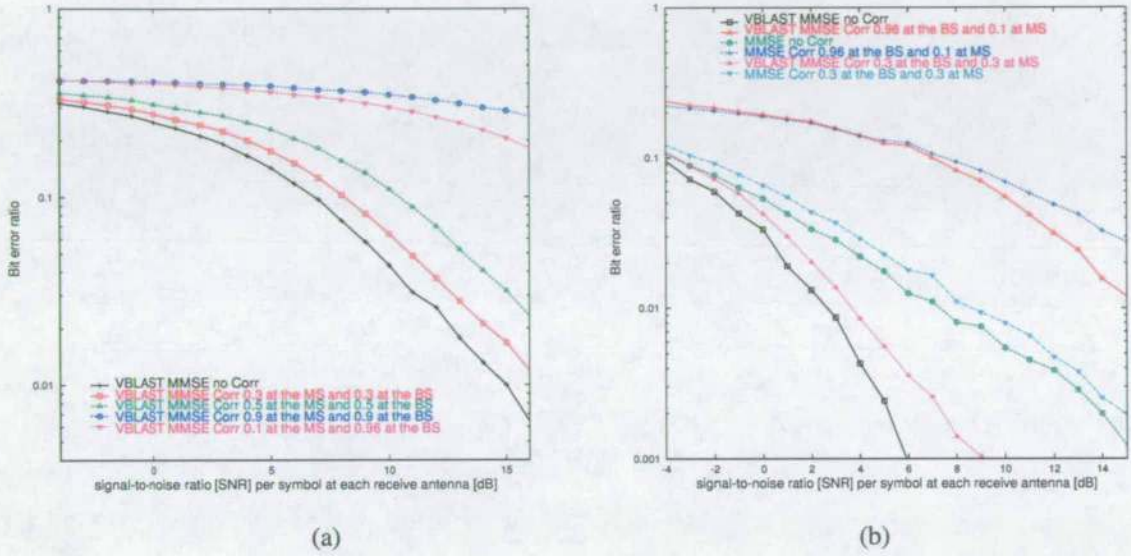 1
0.1
0.01
0
5
10
15
Bit error ratio
signal-to-noise ratio [SNR] per symbol at each receive antenna [dB]
VBLAST MMSE no Corr
VBLAST MMSE Corr 0.3 at the MS and 0.3 at the BS
VBLAST MMSE Corr 0.5 at the MS and 0.5 at the BS
VBLAST MMSE Corr 0.9 at the MS and 0.9 at the BS
VBLAST MMSE Corr 0.1 at the MS and 0.96 at the BS
(a)
VBLAST MMSE no Corr
VBLAST MMSE Corr 0.96 at the BS and 0.1 at MS
MMSE no Corr
MMSE Corr 0.96 at the BS and 0.1 at MS
VBLAST MMSE Corr 0.3 at the BS and 0.3 at MS
MMSE Corr 0.3 at the BS and 0.3 at MS
1
0.1
0.01
0.001
-4
-2
0
2
4
6
8
10
12
14
Bit error ratio
signal-to-noise ratio [SNR] per symbol at each receive antenna [dB]
(b)